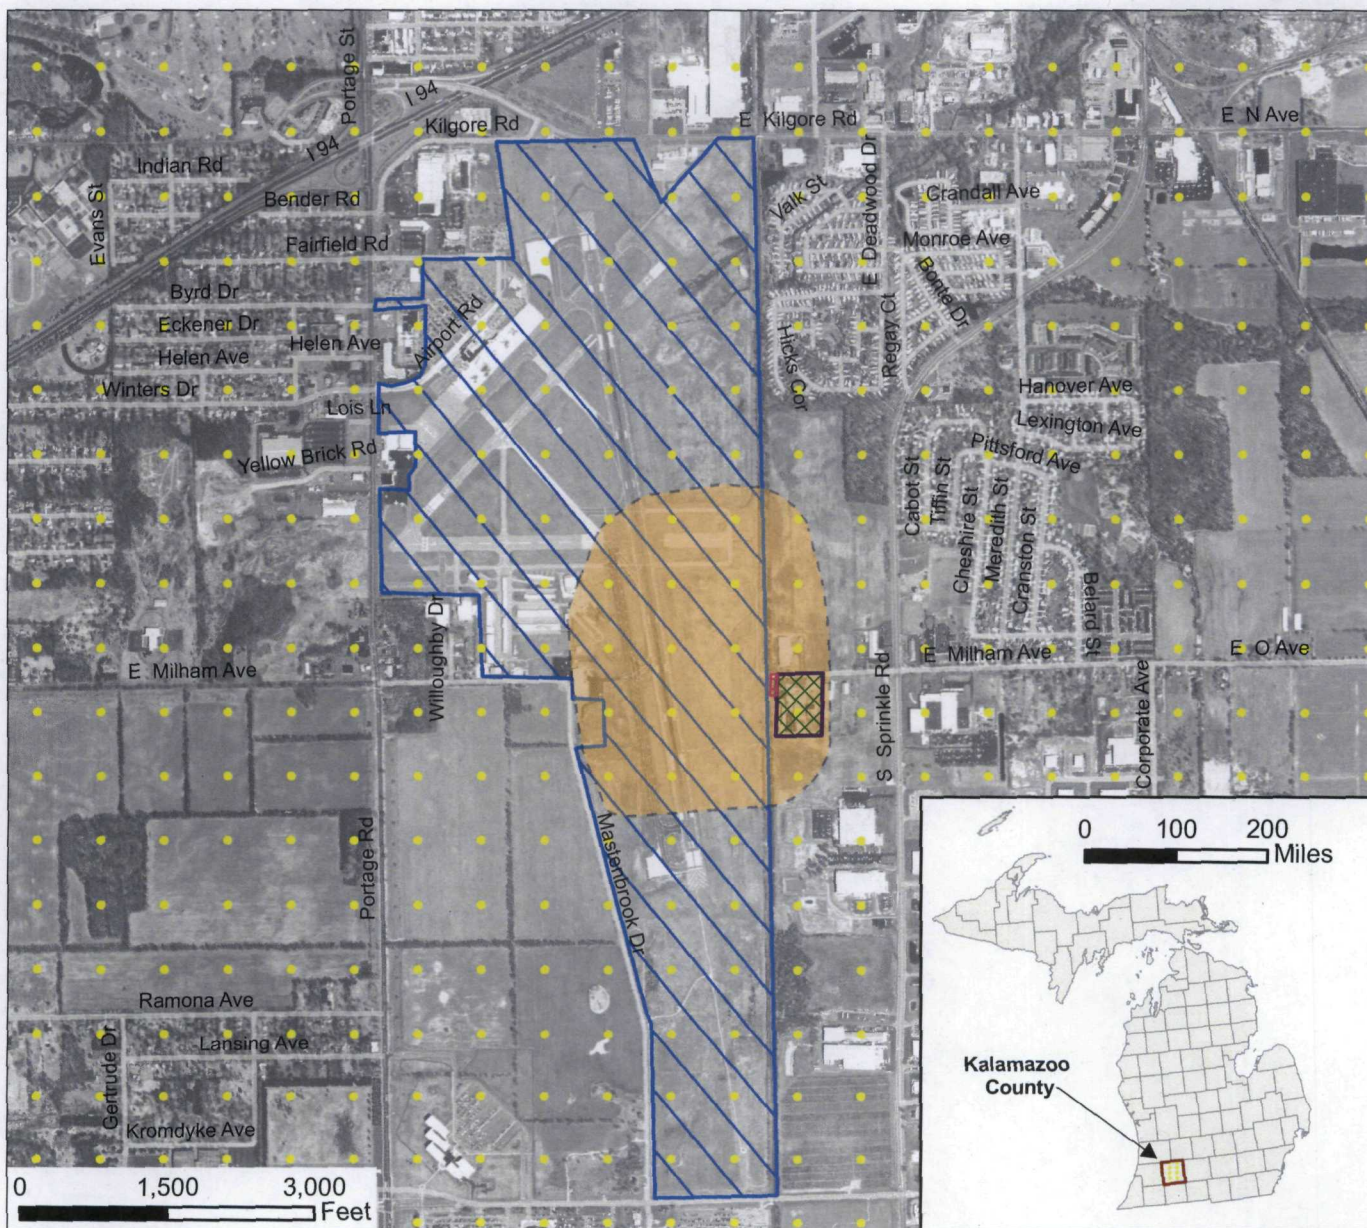 Portage St
I 94
Kilgore Rd
E Kilgore Rd
E N Ave
I 94
Indian Rd
Evans St
Bender Rd
Valk St
E Deadwood Dr
Crandall Ave
Fairfield Rd
Monroe Ave
Byrd Dr
Bonte Dr
Eckener Dr
Airport Rd
Helen Ave
Helen Ave
Hicks Cor
Regay Ct
Winters Dr
Hanover Ave
Lois Ln
Lexington Ave
Yellow Brick Rd
Pittsford Ave
Cabot St
Tiffin St
Cheshire St
Meredith St
Cranston St
Belard St
Willoughby Dr
E Milham Ave
E Milham Ave
E O Ave
S Sprinkle Rd
Corporate Ave
Portage Rd
Mastenbrook Dr
0 100 200
Miles
Ramona Ave
Gertrude Dr
Lansing Ave
Kromdyke Ave
Kalamazoo
County
0 1,500 3,000
Feet